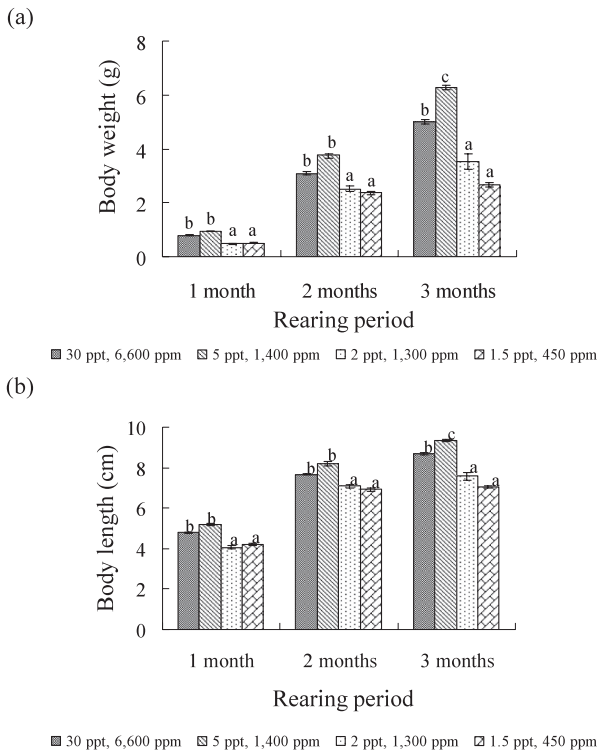 (a)
Body weight (g)
8
6
4
2
0
b b a a
b b a a
b c a a
1 month 2 months 3 months
Rearing period
30 ppt, 6,600 ppm 5 ppt, 1,400 ppm 2 ppt, 1,300 ppm 1.5 ppt, 450 ppm
(b)
Body length (cm)
10
8
6
4
2
0
b b a a
b b a a
b c a a
1 month 2 months 3 months
Rearing period
30 ppt, 6,600 ppm 5 ppt, 1,400 ppm 2 ppt, 1,300 ppm 1.5 ppt, 450 ppm